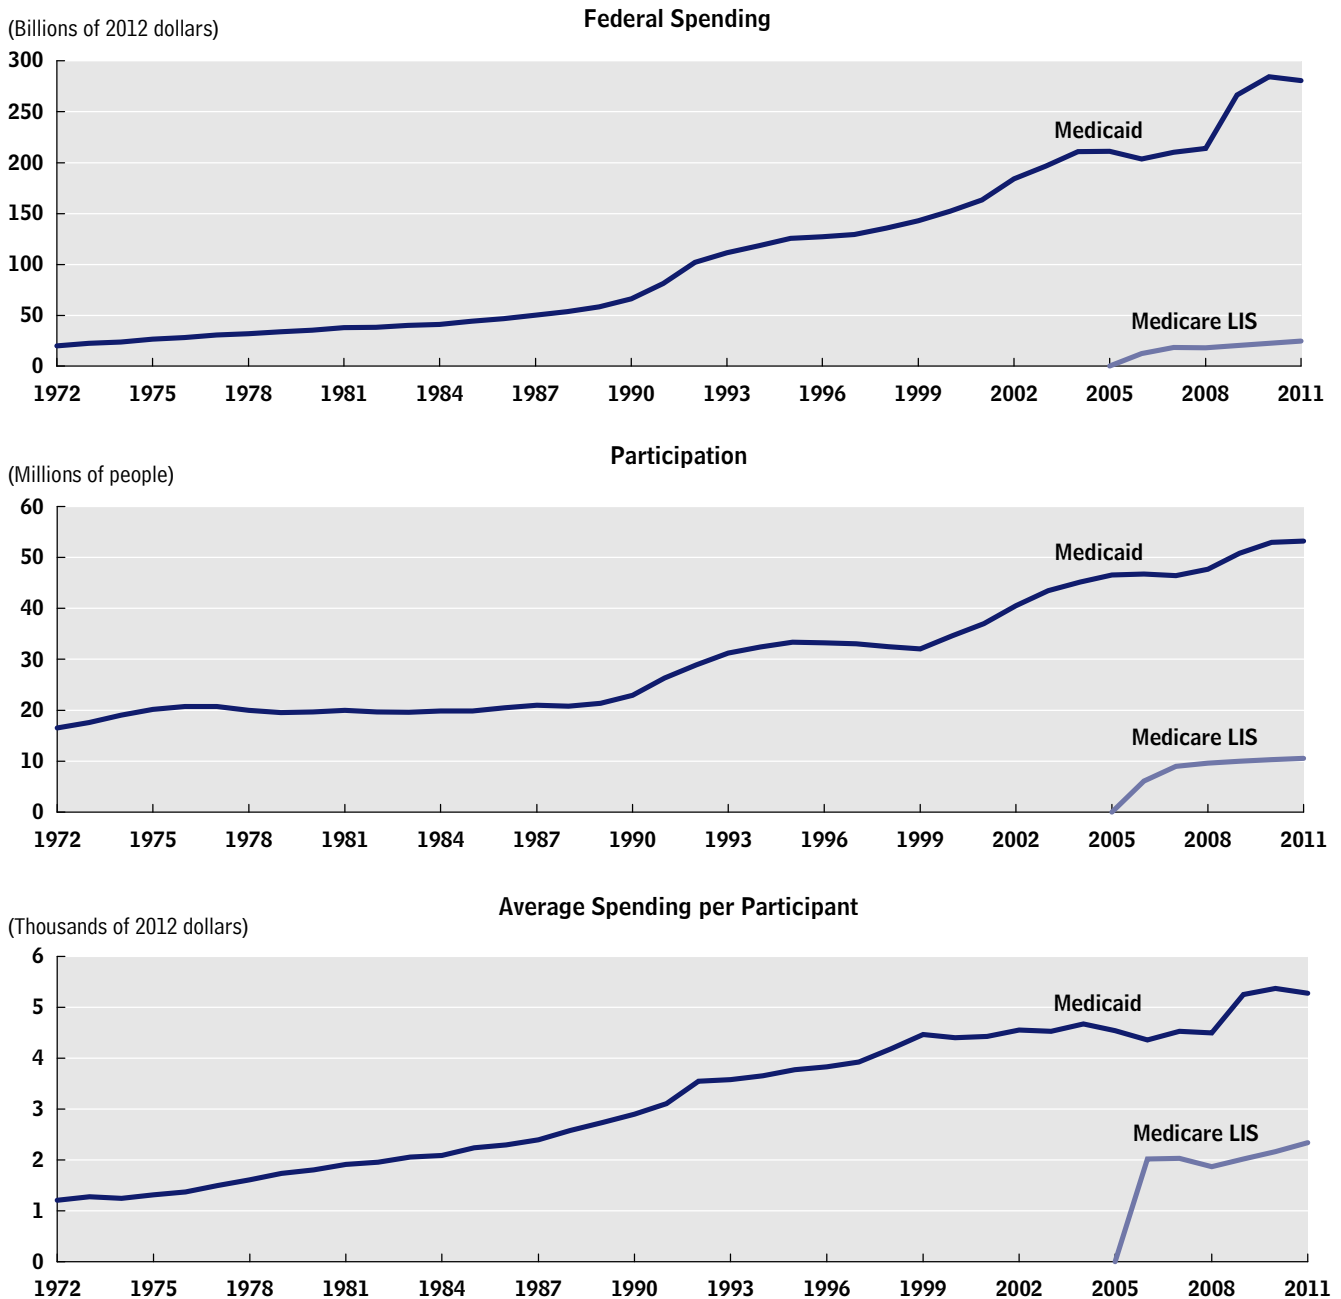 Federal Spending
(Billions of 2012 dollars)
300
250
Medicaid
200
150
100
50
Medicare LIS
0
1972 1975 1978 1981 1984 1987 1990 1993 1996 1999 2002 2005 2008 2011
Participation
(Millions of people)
60
50
Medicaid
40
30
20
Medicare LIS
10
0
1972 1975 1978 1981 1984 1987 1990 1993 1996 1999 2002 2005 2008 2011
Average Spending per Participant
(Thousands of 2012 dollars)
6
5
Medicaid
4
3
Medicare LIS
2
1
0
1972 1975 1978 1981 1984 1987 1990 1993 1996 1999 2002 2005 2008 2011